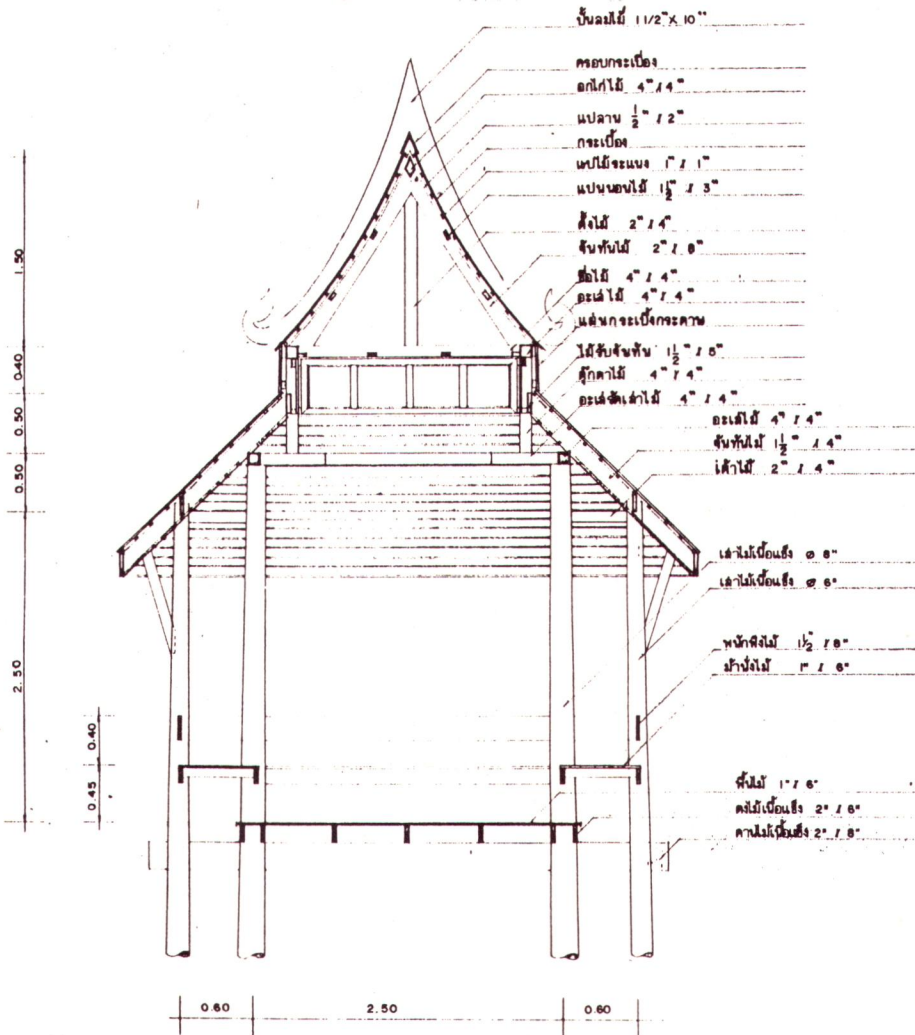 ปั้นลมไม้ 1 1/2" X 10"
ครอบกระเบื้อง
อกไก่ไม้ 4" X 4"
แปลาน 1/2" X 2"
กระเบื้อง
แปไม้ระแนง 1" X 1"
แปนอนไม้ 1 1/2" X 3"
ดั้งไม้ 2" X 4"
จันทันไม้ 2" X 8"
ขื่อไม้ 4" X 4"
อะเสไม้ 4" X 4"
แผ่นกระเบื้องกระดาษ
ไม้รับจันทัน 1 1/2" X 5"
ตุ๊กตาไม้ 4" X 4"
อะเสรัดเสาไม้ 4" X 4"
อะเสไม้ 4" X 4"
จันทันไม้ 1 1/2" X 4"
เต้าไม้ 2" X 4"
เสาไม้เนื้อแข็ง ø 8"
เสาไม้เนื้อแข็ง ø 6"
พนักพิงไม้ 1 1/2" X 8"
ม้านั่งไม้ 1" X 6"
พื้นไม้ 1" X 6"
ตงไม้เนื้อแข็ง 2" X 6"
คานไม้เนื้อแข็ง 2" X 8"
1.50
0.40
0.50
0.50
2.50
0.40
0.45
0.60 2.50 0.60